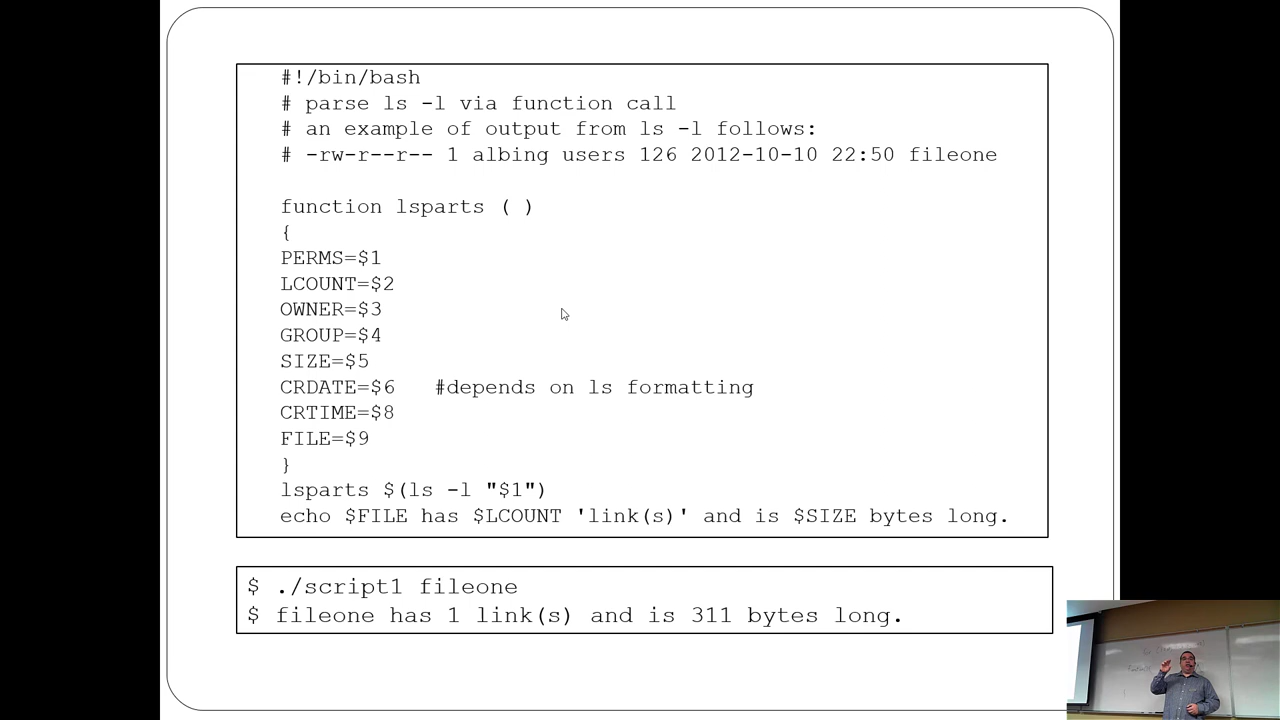 #!/bin/bash
# parse ls -l via function call
# an example of output from ls -l follows:
# -rw-r--r-- 1 albing users 126 2012-10-10 22:50 fileone
function lsparts ( )
{
PERMS=$1
LCOUNT=$2
OWNER=$3
GROUP=$4
SIZE=$5
CRDATE=$6 #depends on ls formatting
CRTIME=$8
FILE=$9
}
lsparts $(ls -l "$1")
echo $FILE has $LCOUNT 'link(s)' and is $SIZE bytes long.
$ ./script1 fileone
$ fileone has 1 link(s) and is 311 bytes long.